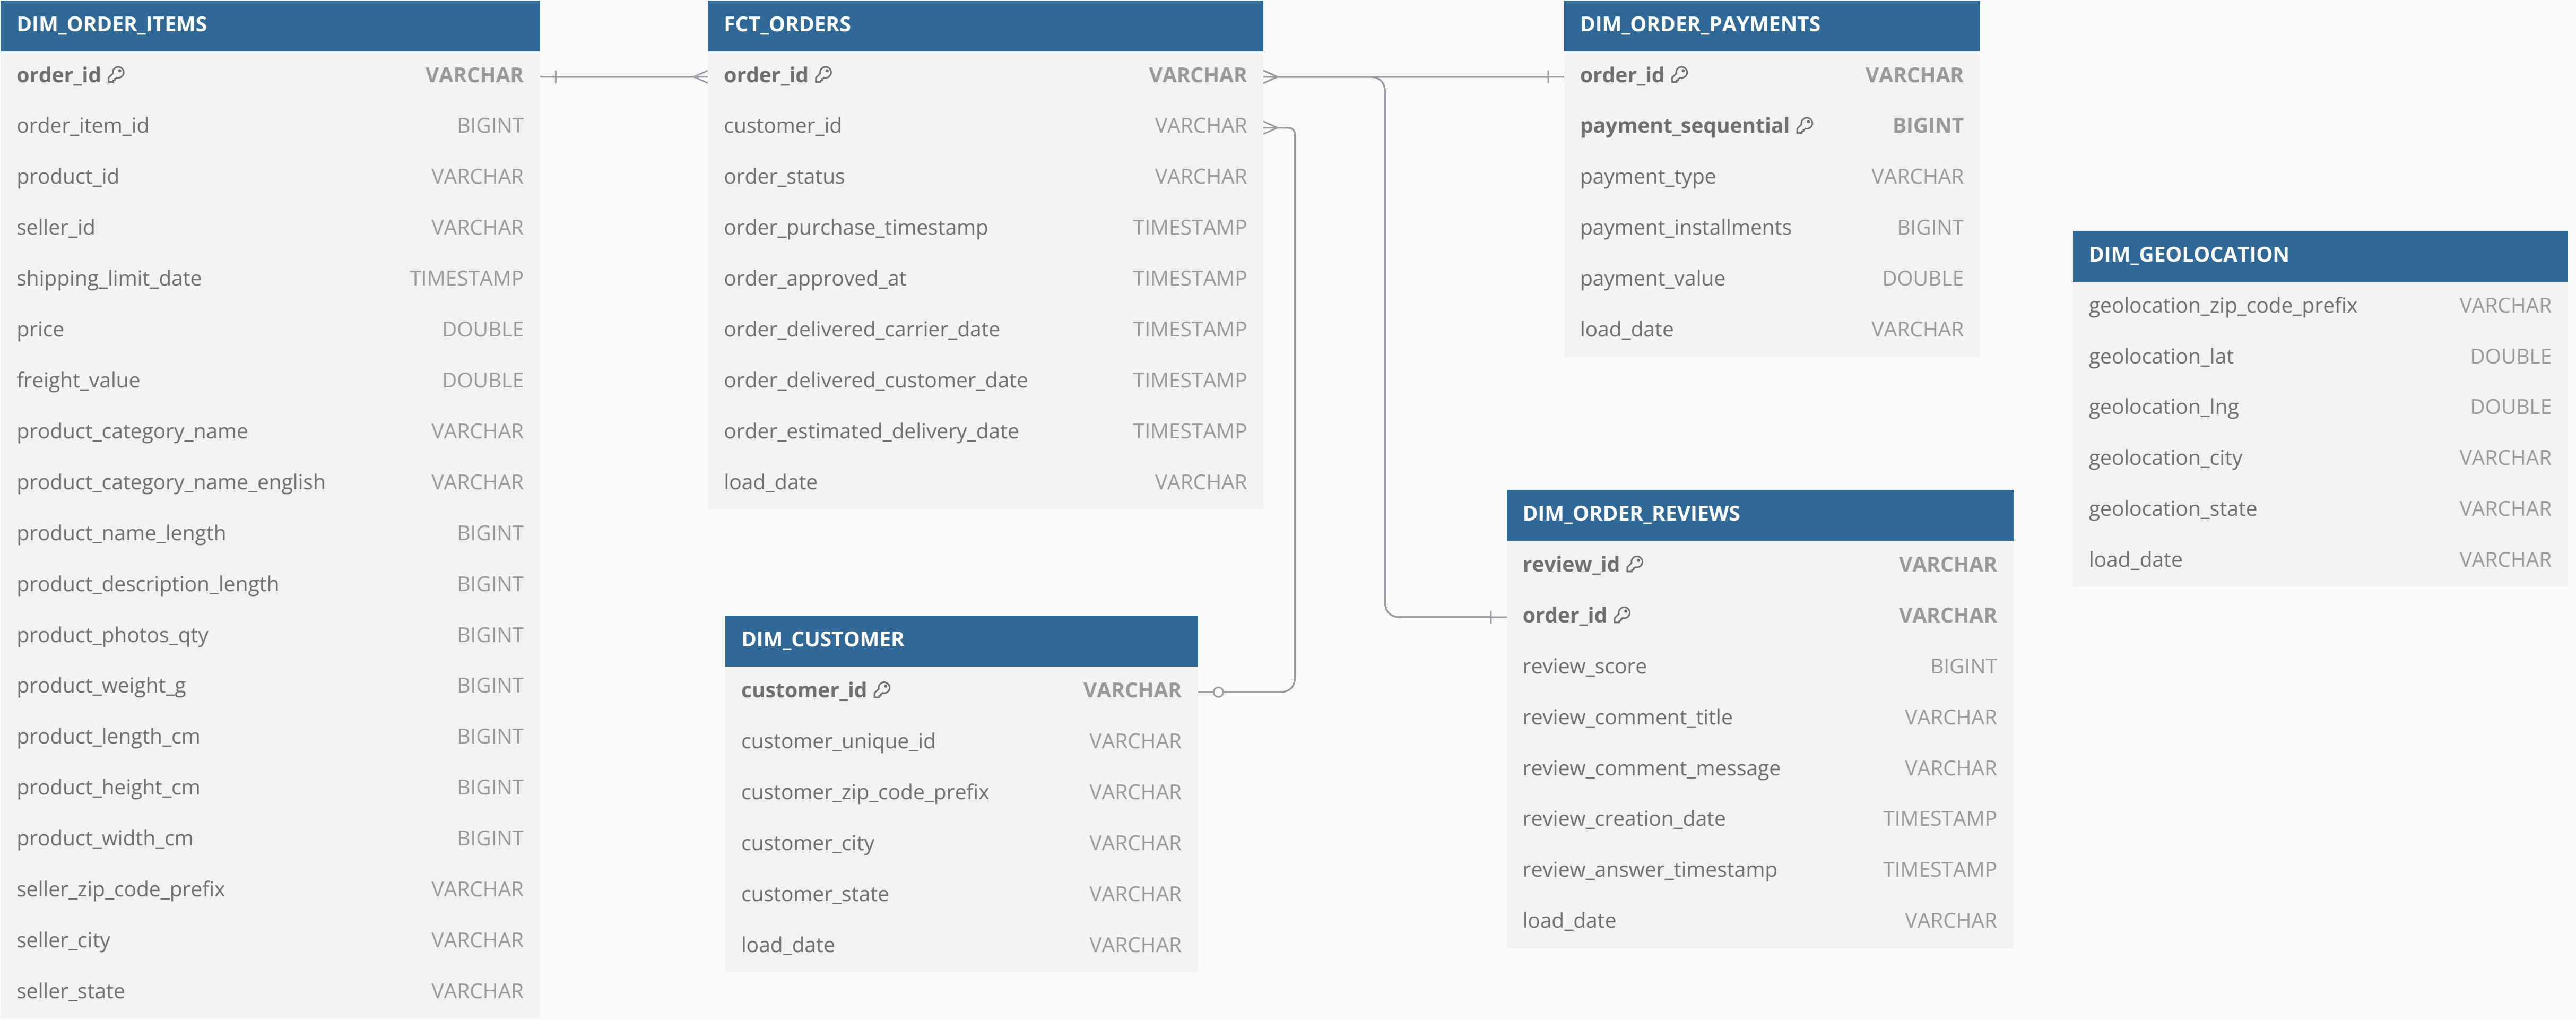 DIM_ORDER_ITEMS
order_id VARCHAR
order_item_id BIGINT
product_id VARCHAR
seller_id VARCHAR
shipping_limit_date TIMESTAMP
price DOUBLE
freight_value DOUBLE
product_category_name VARCHAR
product_category_name_english VARCHAR
product_name_length BIGINT
product_description_length BIGINT
product_photos_qty BIGINT
product_weight_g BIGINT
product_length_cm BIGINT
product_height_cm BIGINT
product_width_cm BIGINT
seller_zip_code_prefix VARCHAR
seller_city VARCHAR
seller_state VARCHAR
FCT_ORDERS
order_id VARCHAR
customer_id VARCHAR
order_status VARCHAR
order_purchase_timestamp TIMESTAMP
order_approved_at TIMESTAMP
order_delivered_carrier_date TIMESTAMP
order_delivered_customer_date TIMESTAMP
order_estimated_delivery_date TIMESTAMP
load_date VARCHAR
DIM_CUSTOMER
customer_id VARCHAR
customer_unique_id VARCHAR
customer_zip_code_prefix VARCHAR
customer_city VARCHAR
customer_state VARCHAR
load_date VARCHAR
DIM_ORDER_PAYMENTS
order_id VARCHAR
payment_sequential BIGINT
payment_type VARCHAR
payment_installments BIGINT
payment_value DOUBLE
load_date VARCHAR
DIM_ORDER_REVIEWS
review_id VARCHAR
order_id VARCHAR
review_score BIGINT
review_comment_title VARCHAR
review_comment_message VARCHAR
review_creation_date TIMESTAMP
review_answer_timestamp TIMESTAMP
load_date VARCHAR
DIM_GEOLOCATION
geolocation_zip_code_prefix VARCHAR
geolocation_lat DOUBLE
geolocation_lng DOUBLE
geolocation_city VARCHAR
geolocation_state VARCHAR
load_date VARCHAR